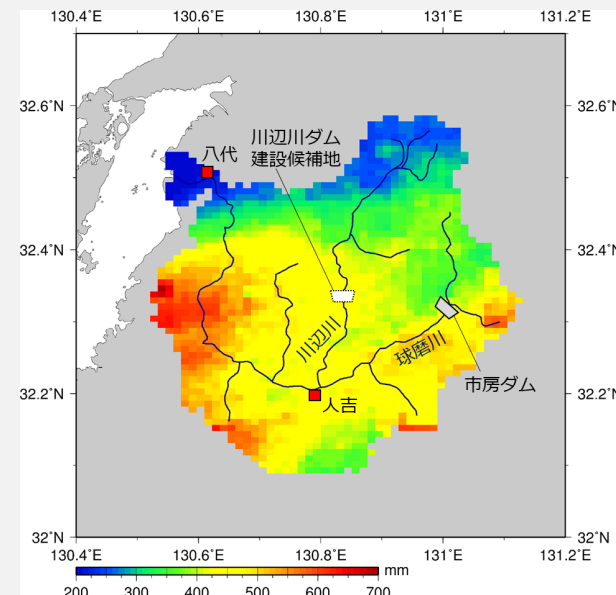 130.4˚E 130.6˚ 130.8˚ 131˚E 131.2˚
32.6˚N 32.6˚N
川辺川ダム
建設候補地
八代
32.4˚N 32.4˚N
川辺川
球磨川
市房ダム
32.2˚N 32.2˚N
人吉
32˚N 32˚N
130.4˚E 130.6˚ 130.8˚ 131˚E 131.2˚
mm
200 300 400 500 600 700